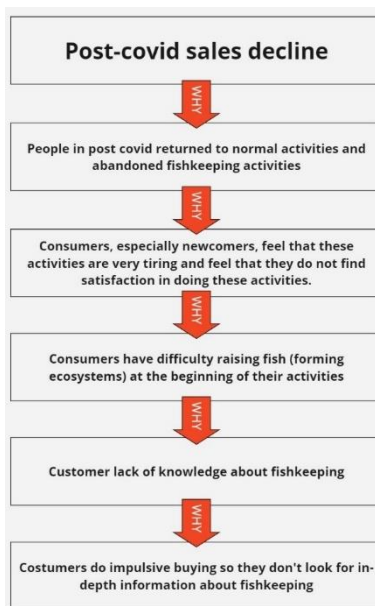 Post-covid sales decline
WHY
People in post covid returned to normal activities and
abandoned fishkeeping activities
WHY
Consumers, especially newcomers, feel that these
activities are very tiring and feel that they do not find
satisfaction in doing these activities.
WHY
Consumers have difficulty raising fish (forming
ecosystems) at the beginning of their activities
WHY
Customer lack of knowledge about fishkeeping
WHY
Costumers do impulsive buying so they don't look for in-
depth information about fishkeeping